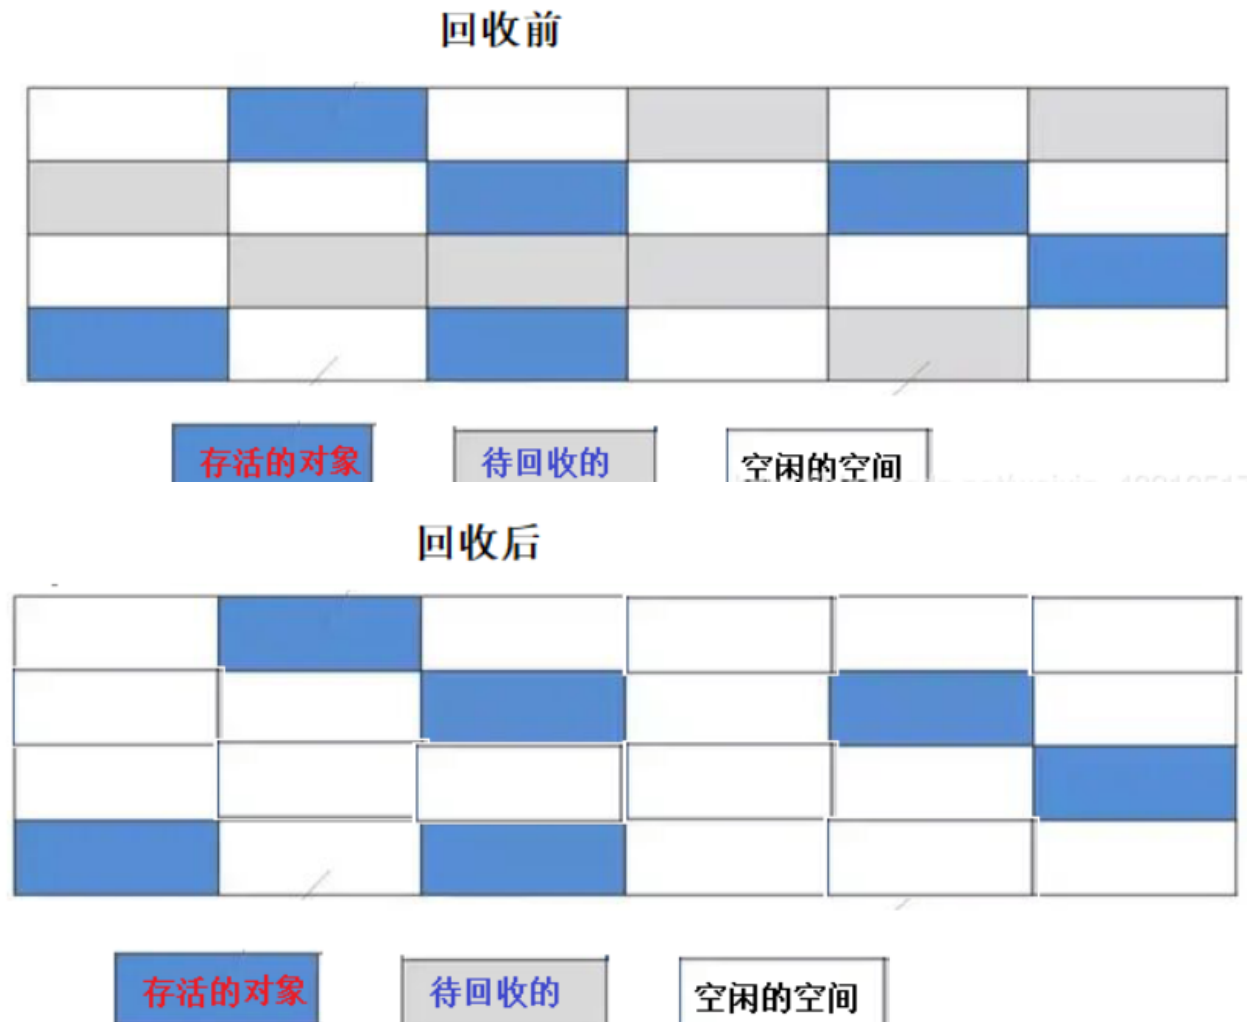 回收前
存活的对象 待回收的 空闲的空间
回收后
存活的对象 待回收的 空闲的空间